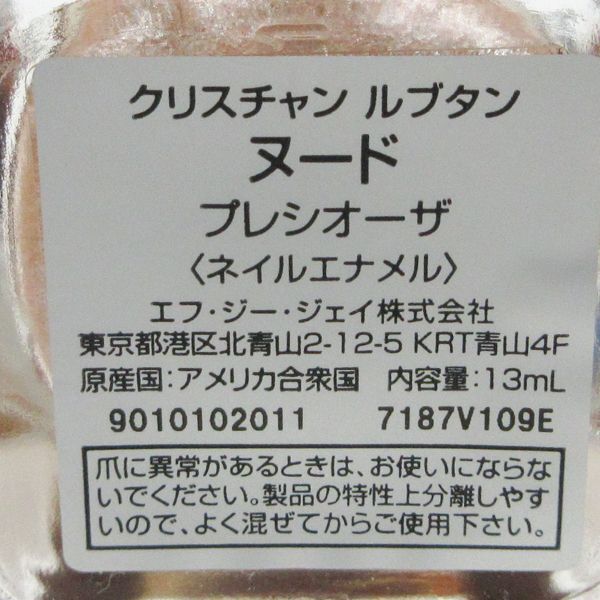 クリスチャン ルブタン
ヌード
プレシオーザ
〈ネイルエナメル〉
エフ・ジー・ジェイ株式会社
東京都港区北青山2-12-5 KRT青山4F
原産国:アメリカ合衆国 内容量:13mL
9010102011 7187V109E
爪に異常があるときは、お使いにならな
いでください。製品の特性上分離しやす
いので、よく混ぜてからご使用下さい。